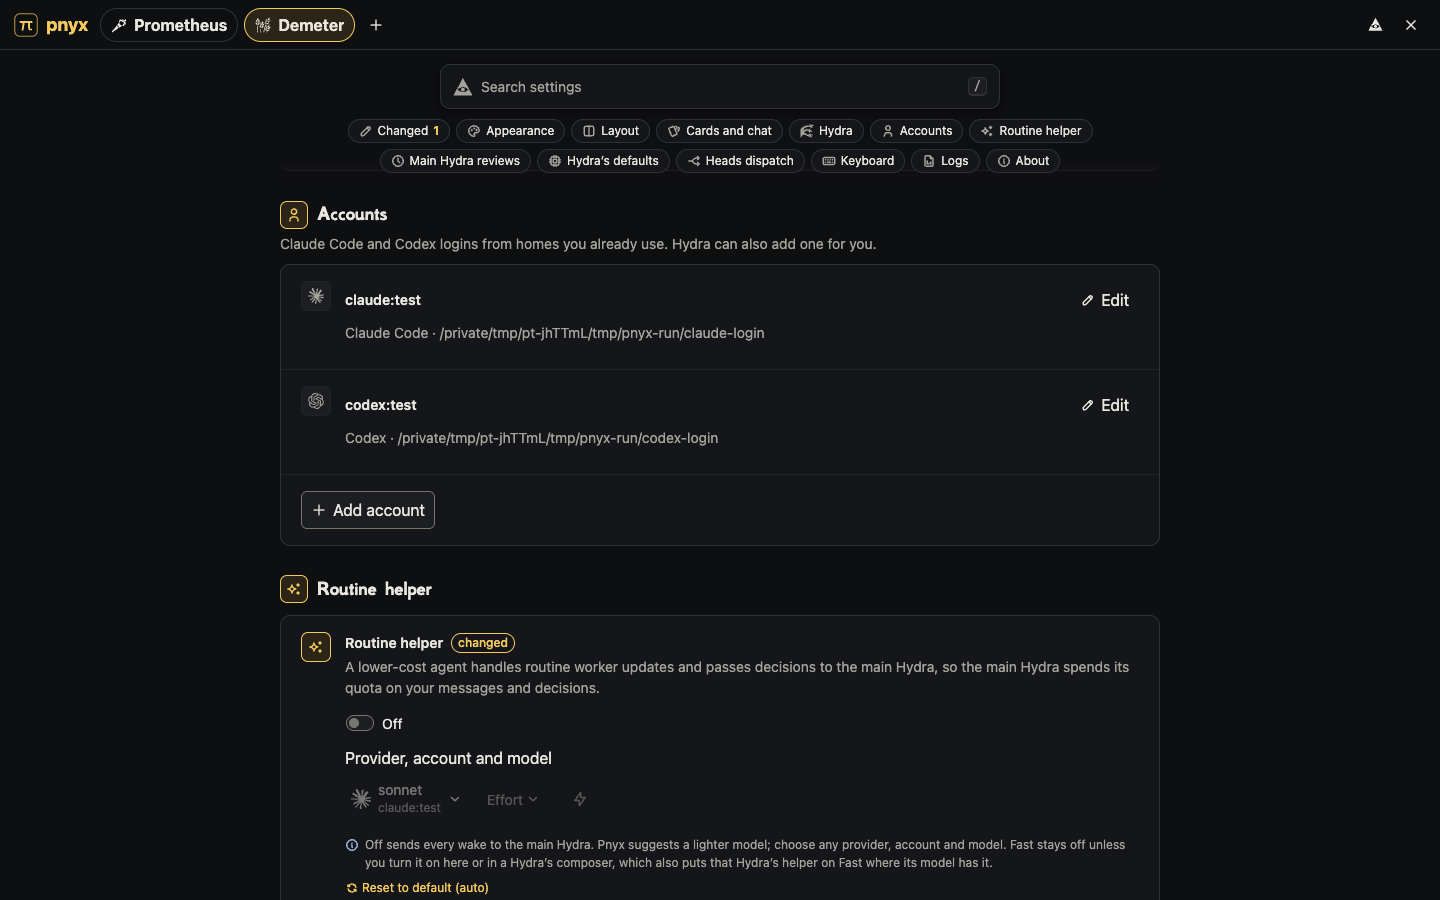 pnyx Prometheus Demeter
Search settings /
Changed 1 Appearance Layout Cards and chat Hydra Accounts Routine helper
Main Hydra reviews Hydra’s defaults Heads dispatch Keyboard Logs About
Accounts
Claude Code and Codex logins from homes you already use. Hydra can also add one for you.
claude:test Edit
Claude Code · /private/tmp/pt-jhTTmL/tmp/pnyx-run/claude-login
codex:test Edit
Codex · /private/tmp/pt-jhTTmL/tmp/pnyx-run/codex-login
Add account
Routine helper
Routine helper changed
A lower-cost agent handles routine worker updates and passes decisions to the main Hydra, so the main Hydra spends its
quota on your messages and decisions.
Off
Provider, account and model
sonnet
claude:test Effort
Off sends every wake to the main Hydra. Pnyx suggests a lighter model; choose any provider, account and model. Fast stays off unless
you turn it on here or in a Hydra’s composer, which also puts that Hydra’s helper on Fast where its model has it.
Reset to default (auto)